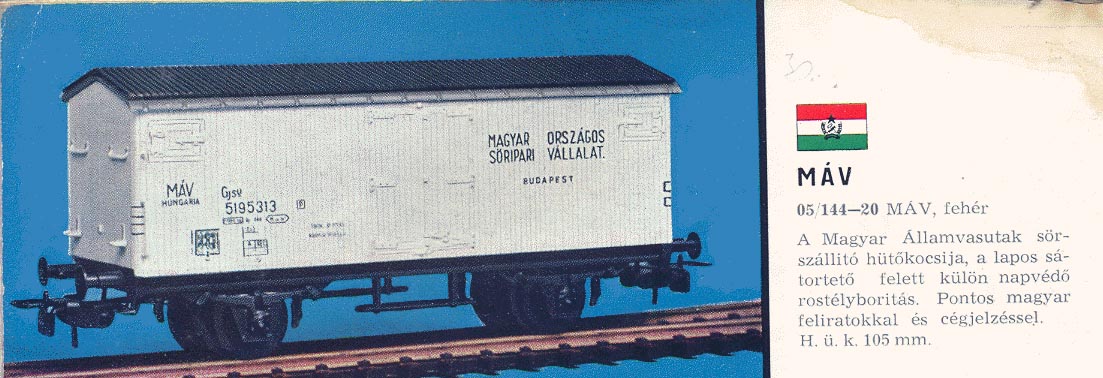 MAGYAR ORSZÁGOS
SÖRIPARI VÁLLALAT.
BUDAPEST
MÁV
HUNGARIA
Gjsy
5195313
MÁV
05/144—20 MÁV, fehér
A Magyar Államvasutak sör-
szállitó hütőkocsija, a lapos sá-
tortető felett külön napvédő
rostélyboritás. Pontos magyar
feliratokkal és cégjelzéssel.
H. ü. k. 105 mm.